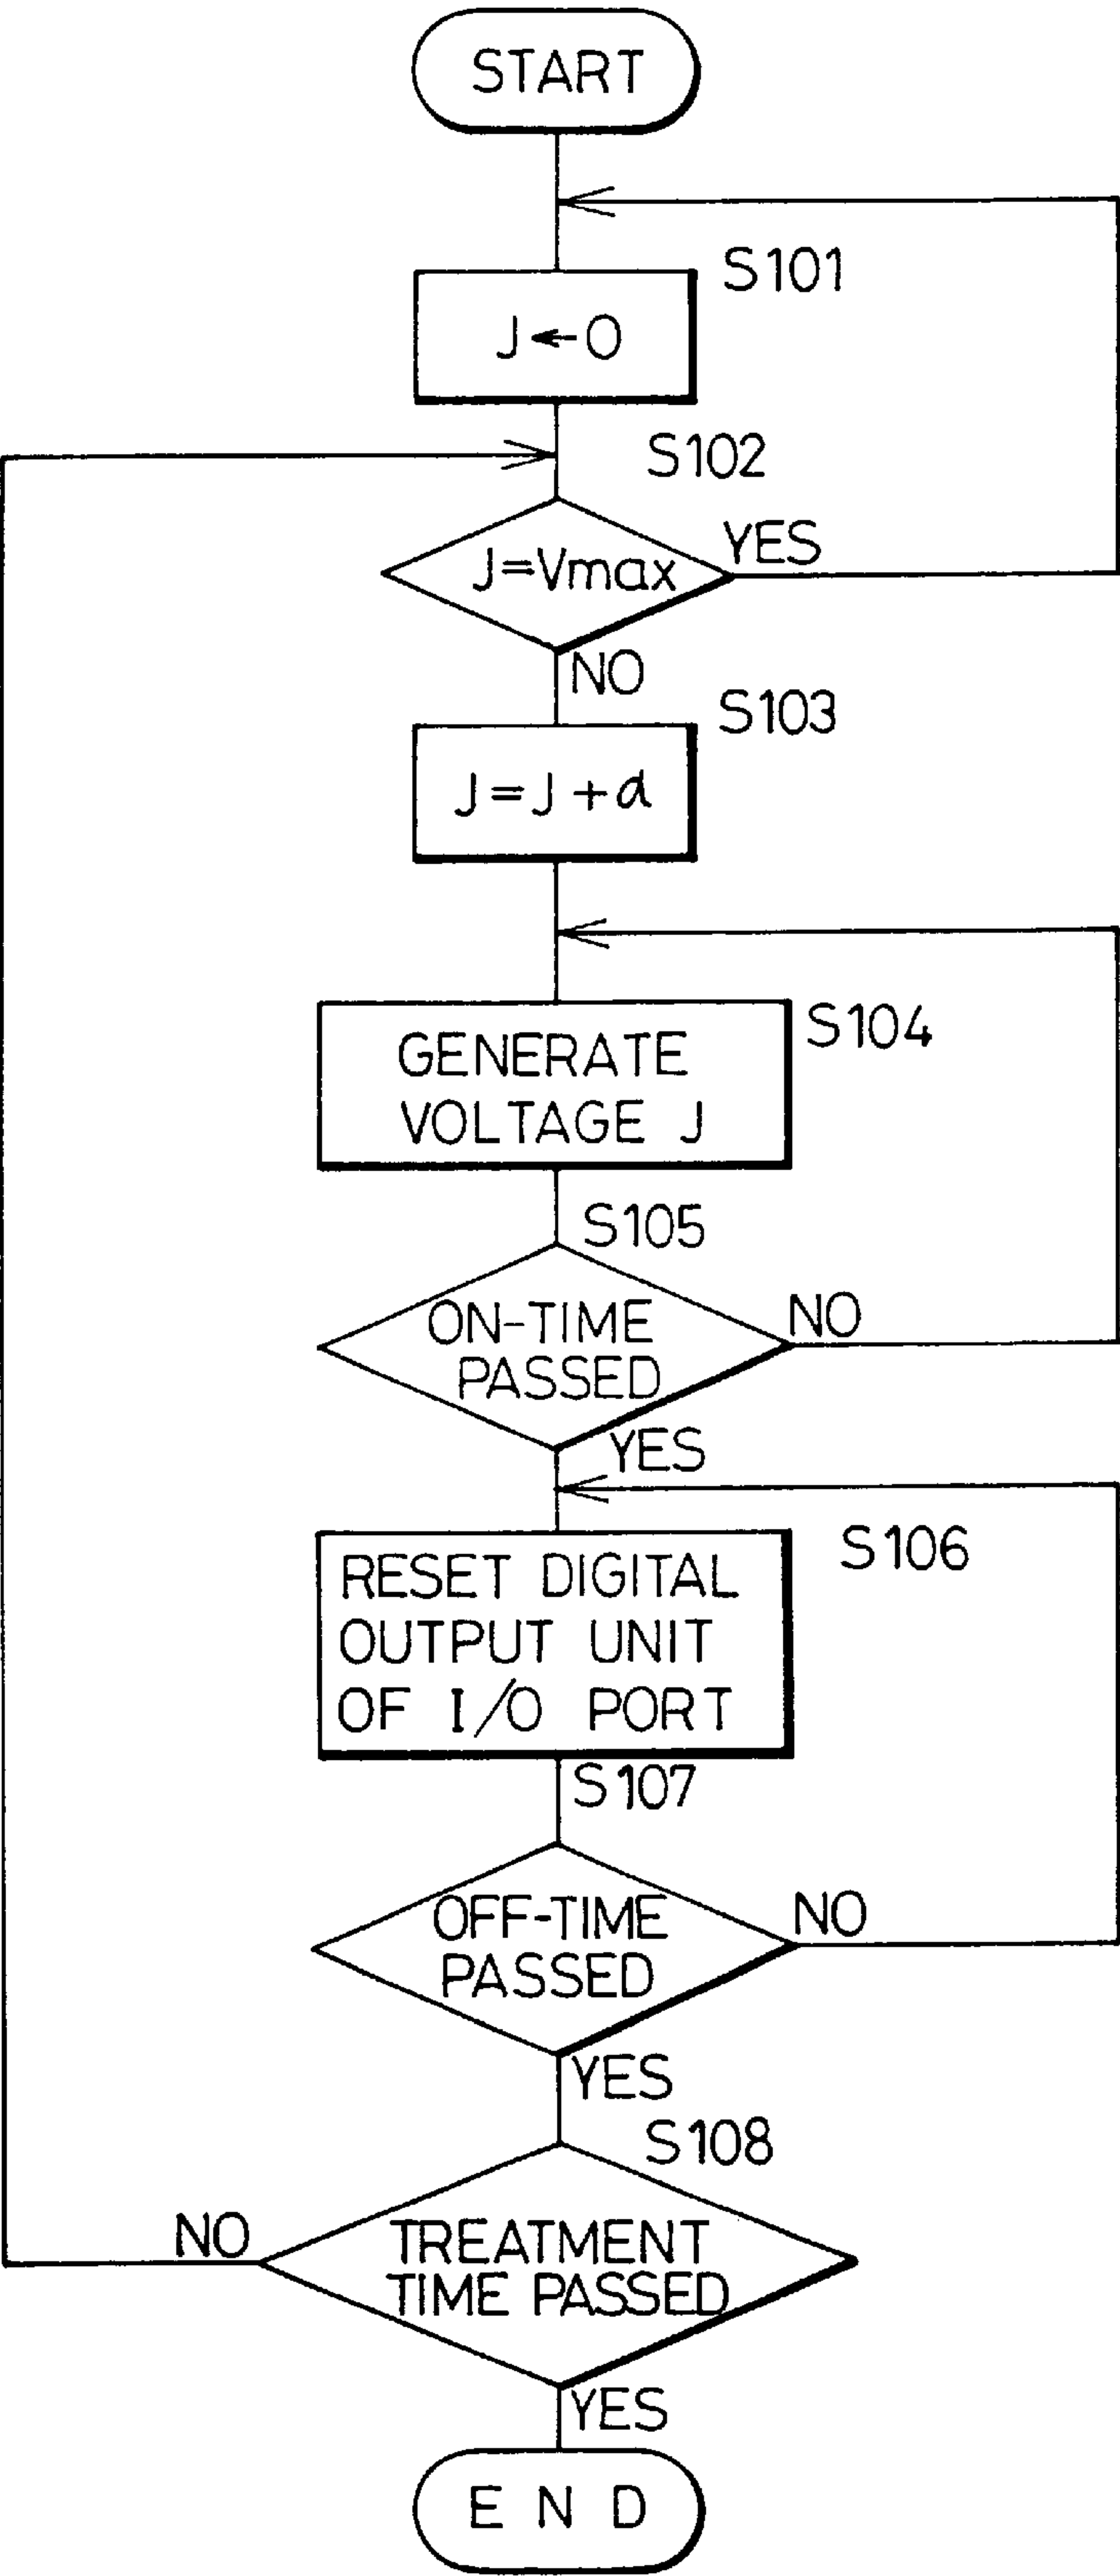 START
S101
J←0
S102
J=Vmax
YES
NO
S103
J=J+α
S104
GENERATE
VOLTAGE J
S105
ON-TIME
PASSED
NO
YES
S106
RESET DIGITAL
OUTPUT UNIT
OF I/O PORT
S107
OFF-TIME
PASSED
NO
YES
S108
NO
TREATMENT
TIME PASSED
YES
END